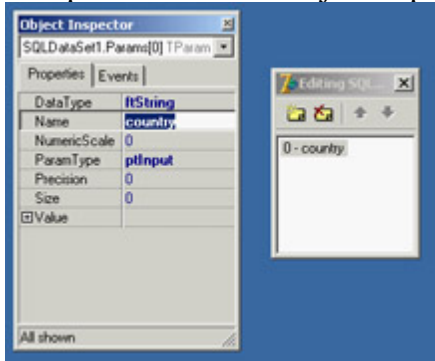 Object Inspector
SQLDataSet1.Params[0] TParam
Properties Events
DataType ftString
Name country
NumericScale 0
ParamType ptInput
Precision 0
Size 0
Value
All shown
Editing SQL...
0 - country